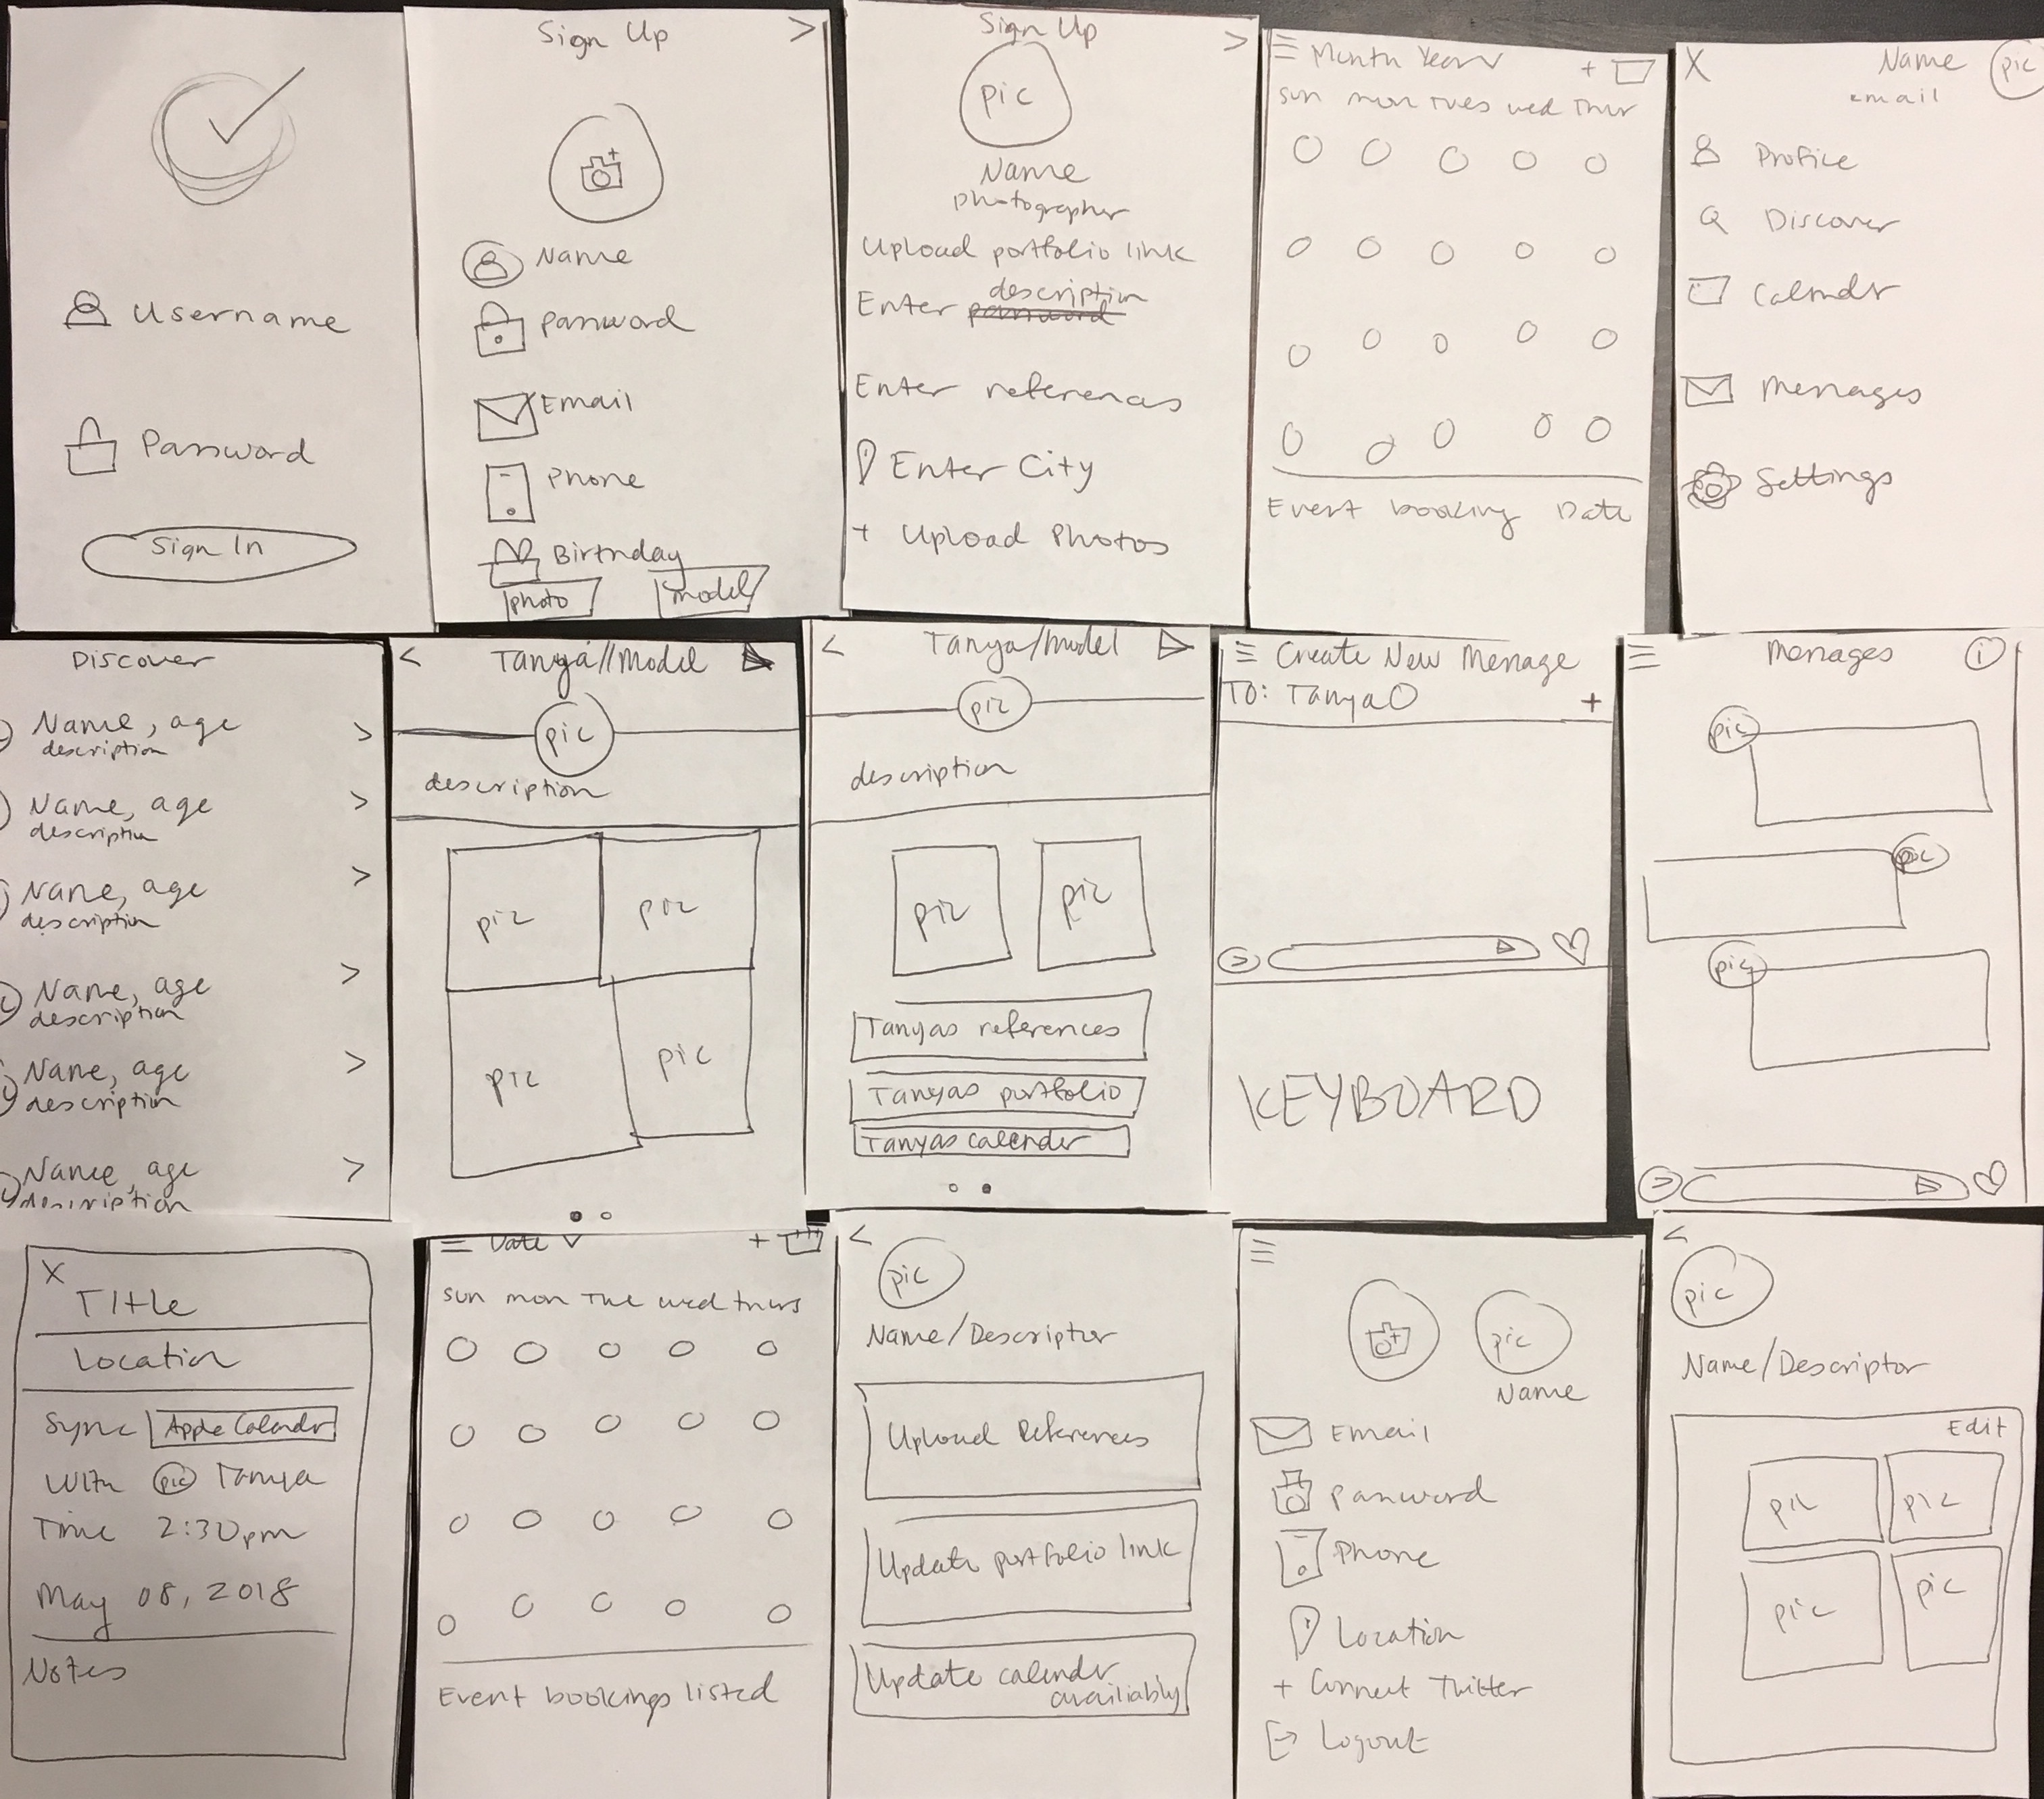 Username
Password
Sign In
Sign Up >
Name
Password
Email
Phone
Birthday
photo model
Sign Up >
pic
Name
photographer
Upload portfolio link
description
Enter password
Enter references
Enter City
+ Upload Photos
Month Year +
sun mon Tues wed Thur
Event booking Date
X Name pic
email
Profile
Discover
Calendr
Messages
Settings
Discover
Name, age >
description
Name, age >
description
Name, age >
description
Name, age >
description
Name, age >
description
Name, age >
description
< Tanya//Model
pic
description
pic pic
pic pic
< Tanya/Model
pic
description
pic pic
Tanyas references
Tanyas portfolio
Tanyas calender
Create New Message
TO: Tanya +
>
KEYBOARD
Messages i
pic
pic
pic
>
X
Title
Location
Sync Apple Calendr
With pic Tanya
Time 2:30pm
May 08, 2018
Notes
Date +
sun mon Tue wed thurs
Event bookings listed
<
pic
Name/Descriptor
Upload References
Update portfolio link
Update calendr
availiably
pic
Name
Email
Password
Phone
Location
+ Connect Twitter
Logout
<
pic
Name/Descriptor
Edit
pic pic
pic pic